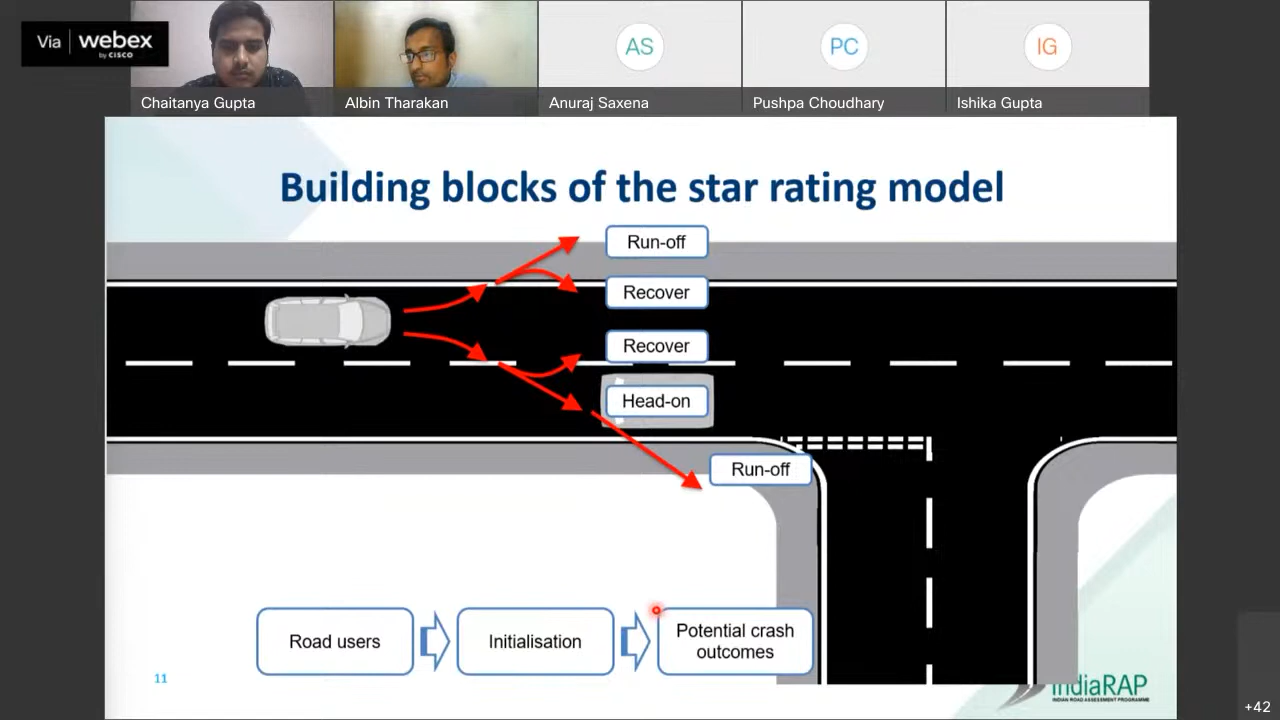 Via webex
by CISCO
AS
PC
IG
Chaitanya Gupta
Albin Tharakan
Anuraj Saxena
Pushpa Choudhary
Ishika Gupta
Building blocks of the star rating model
Run-off
Recover
Recover
Head-on
Run-off
Road users
Initialisation
Potential crash
outcomes
11
IndiaRAP
INDIAN ROAD ASSESSMENT PROGRAMME
+42